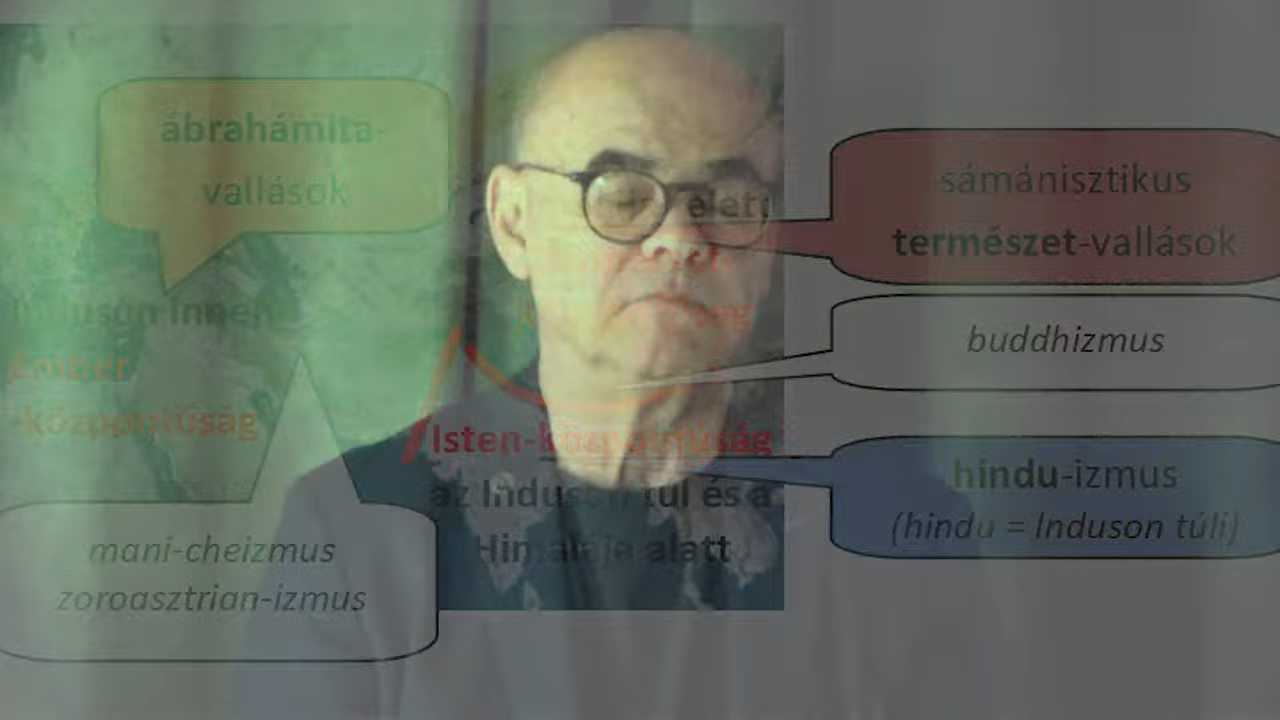 ábrahámita-
vallások
sámánisztikus
természet-vallások
buddhizmus
Ember
-központúság
Isten-központúság
az Induson túl és a
Himalája alatt
hindu-izmus
(hindu = Induson túli)
mani-cheizmus
zoroasztrian-izmus